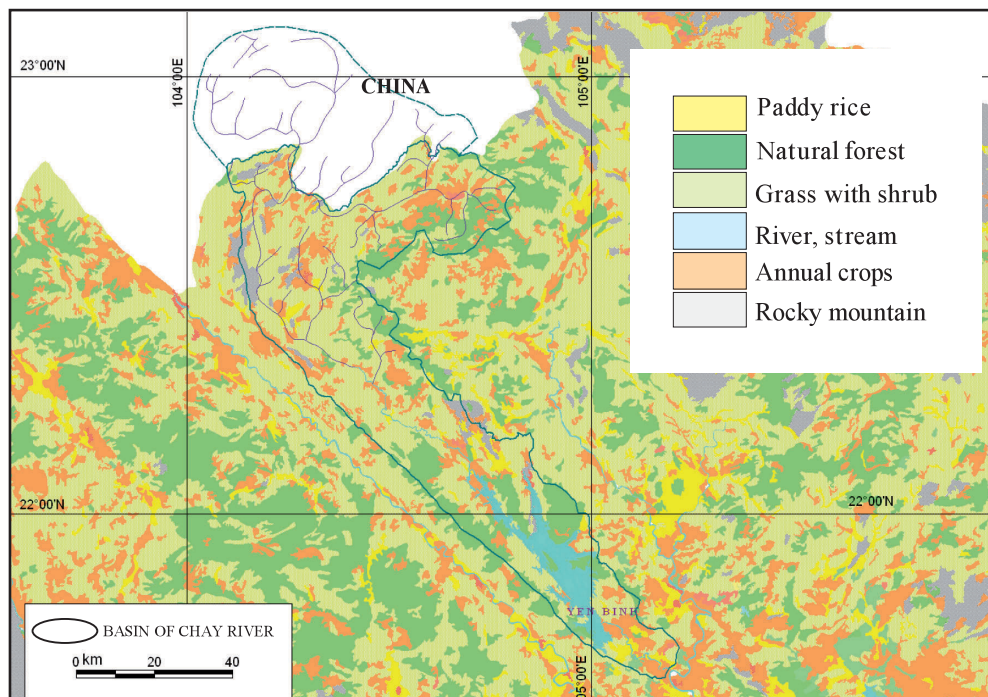 23°00'N
104°00'E
CHINA
105°00'E
Paddy rice
Natural forest
Grass with shrub
River, stream
Annual crops
Rocky mountain
22°00'N
22°00'N
YEN BINH
BASIN OF CHAY RIVER
0 km 20 40
105°00'E